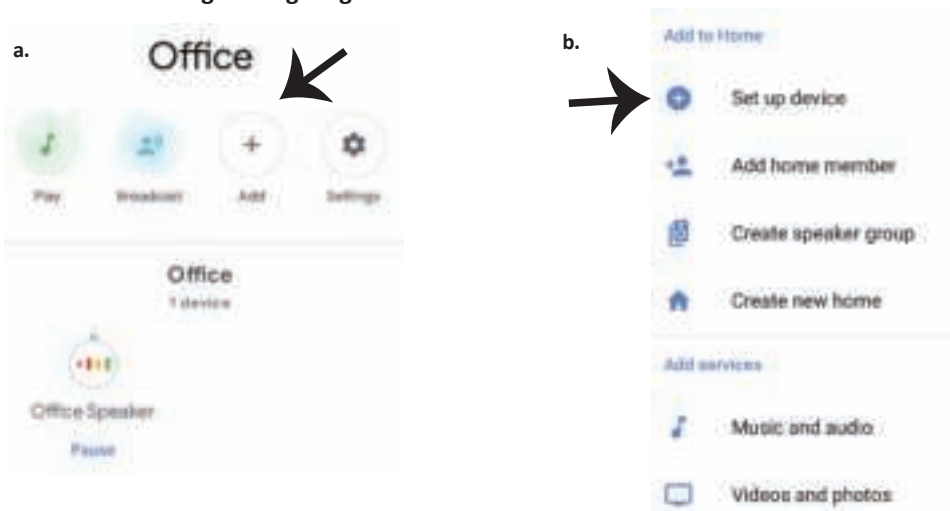 a.
Office
Play
Broadcast
Add
Settings
Office
1 device
Office Speaker
Pause
b.
Add to Home
Set up device
Add home member
Create speaker group
Create new home
Add services
Music and audio
Videos and photos